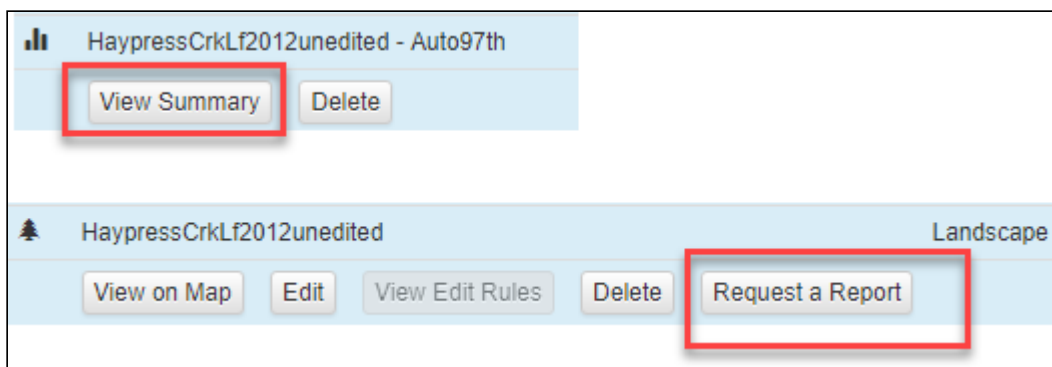 HaypressCrkLf2012unedited - Auto97th
View Summary Delete
HaypressCrkLf2012unedited Landscape
View on Map Edit View Edit Rules Delete Request a Report